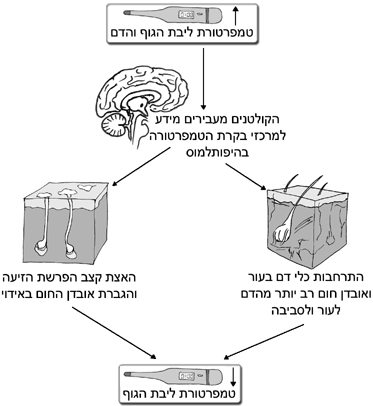 טמפרטורת ליבת הגוף והדם
הקולטנים מעבירים מידע
למרכזי בקרת הטמפרטורה
בהיפותלמוס
האצת קצב הפרשת הזיעה
והגברת אובדן החום באידוי
התרחבות כלי דם בעור
ואובדן חום רב יותר מהדם
לעור ולסביבה
טמפרטורת ליבת הגוף